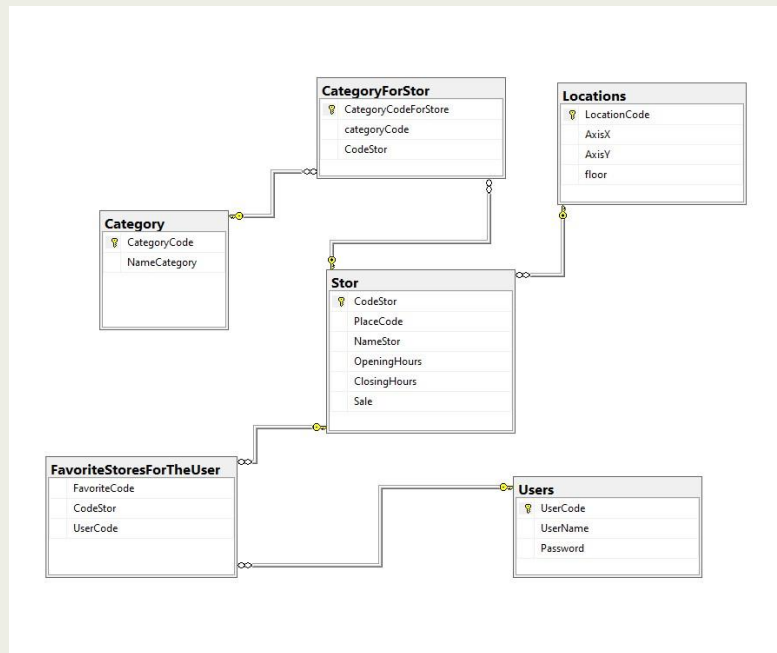 CategoryForStor
CategoryCodeForStore
categoryCode
CodeStor
Locations
LocationCode
AxisX
AxisY
floor
Category
CategoryCode
NameCategory
Stor
CodeStor
PlaceCode
NameStor
OpeningHours
ClosingHours
Sale
FavoriteStoresForTheUser
FavoriteCode
CodeStor
UserCode
Users
UserCode
UserName
Password